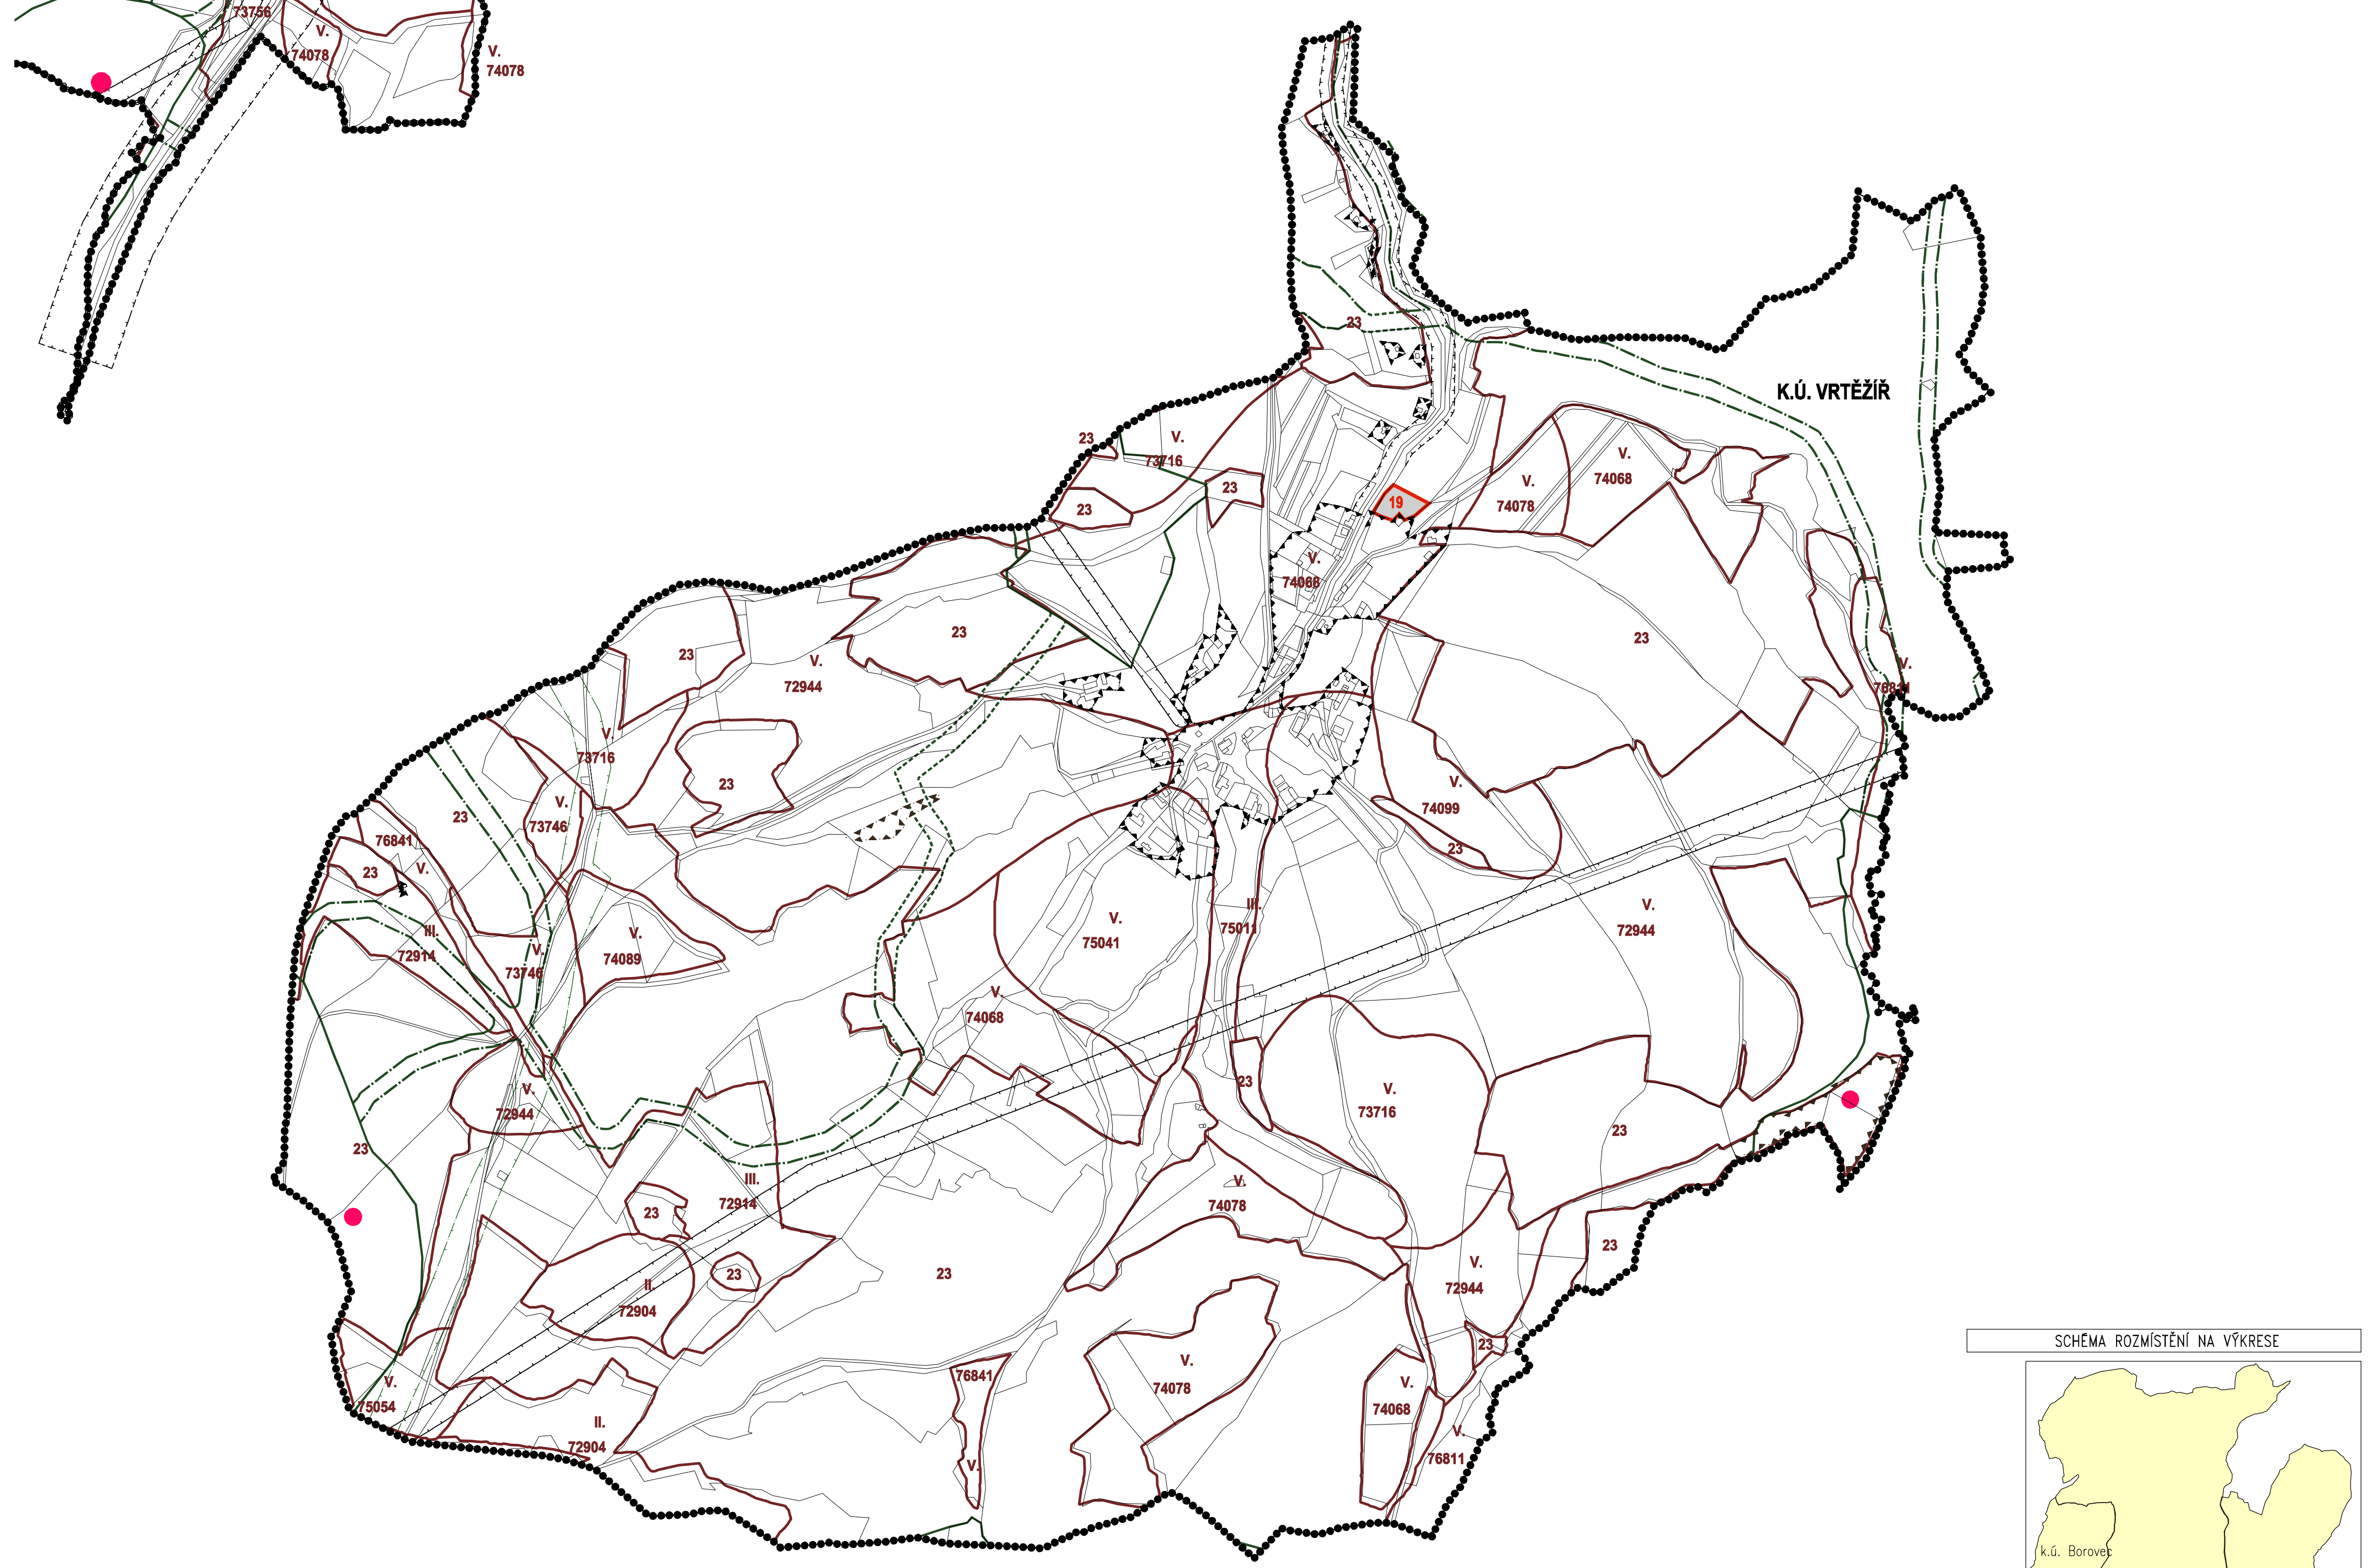 73756
V.
74078
V.
74078
23
K.Ú. VRTĚŽÍŘ
23
V.
73716
V.
74068
23
23
V.
74078
19
V.
74068
23
23
23
V.
72944
V.
76811
V.
73716
23
V.
73746
23
76841
V.
23
V.
74099
23
III.
72914
V.
73746
V.
74089
V.
75041
III.
75011
V.
72944
V.
74068
V.
72944
23
23
V.
73716
23
III.
72914
23
V.
74078
23
23
23
II.
72904
V.
72944
23
V.
75054
II.
72904
76841
V.
V.
74078
V.
74068
V.
76811
SCHÉMA ROZMÍSTĚNÍ NA VÝKRESE
k.ú. Borovec